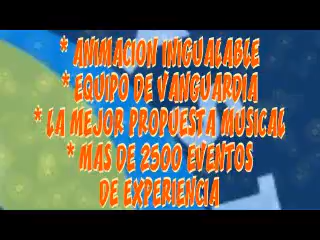 * ANIMACION INIGUALABLE
* EQUIPO DE VANGUARDIA
* LA MEJOR PROPUESTA MUSICAL
* MAS DE 2500 EVENTOS
DE EXPERIENCIA